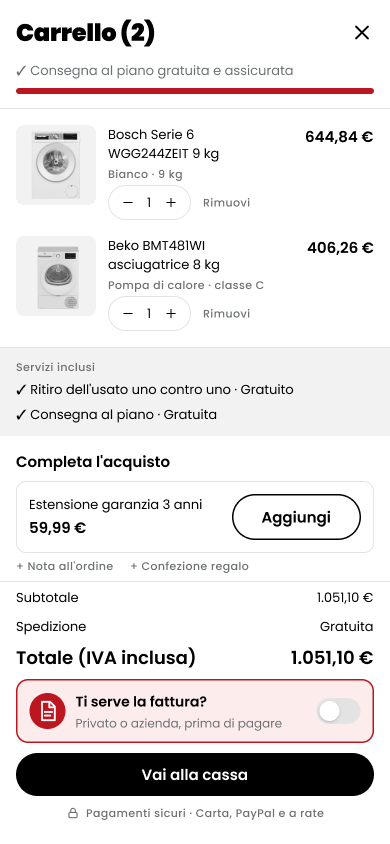 Carrello (2)
✓ Consegna al piano gratuita e assicurata
Bosch Serie 6
WGG244ZEIT 9 kg
644,84 €
Bianco · 9 kg
− 1 + Rimuovi
Beko BMT481WI
asciugatrice 8 kg
406,26 €
Pompa di calore · classe C
− 1 + Rimuovi
Servizi inclusi
✓ Ritiro dell'usato uno contro uno · Gratuito
✓ Consegna al piano · Gratuita
Completa l'acquisto
Estensione garanzia 3 anni
59,99 €
Aggiungi
+ Nota all'ordine + Confezione regalo
Subtotale 1.051,10 €
Spedizione Gratuita
Totale (IVA inclusa) 1.051,10 €
Ti serve la fattura?
Privato o azienda, prima di pagare
Vai alla cassa
Pagamenti sicuri · Carta, PayPal e a rate